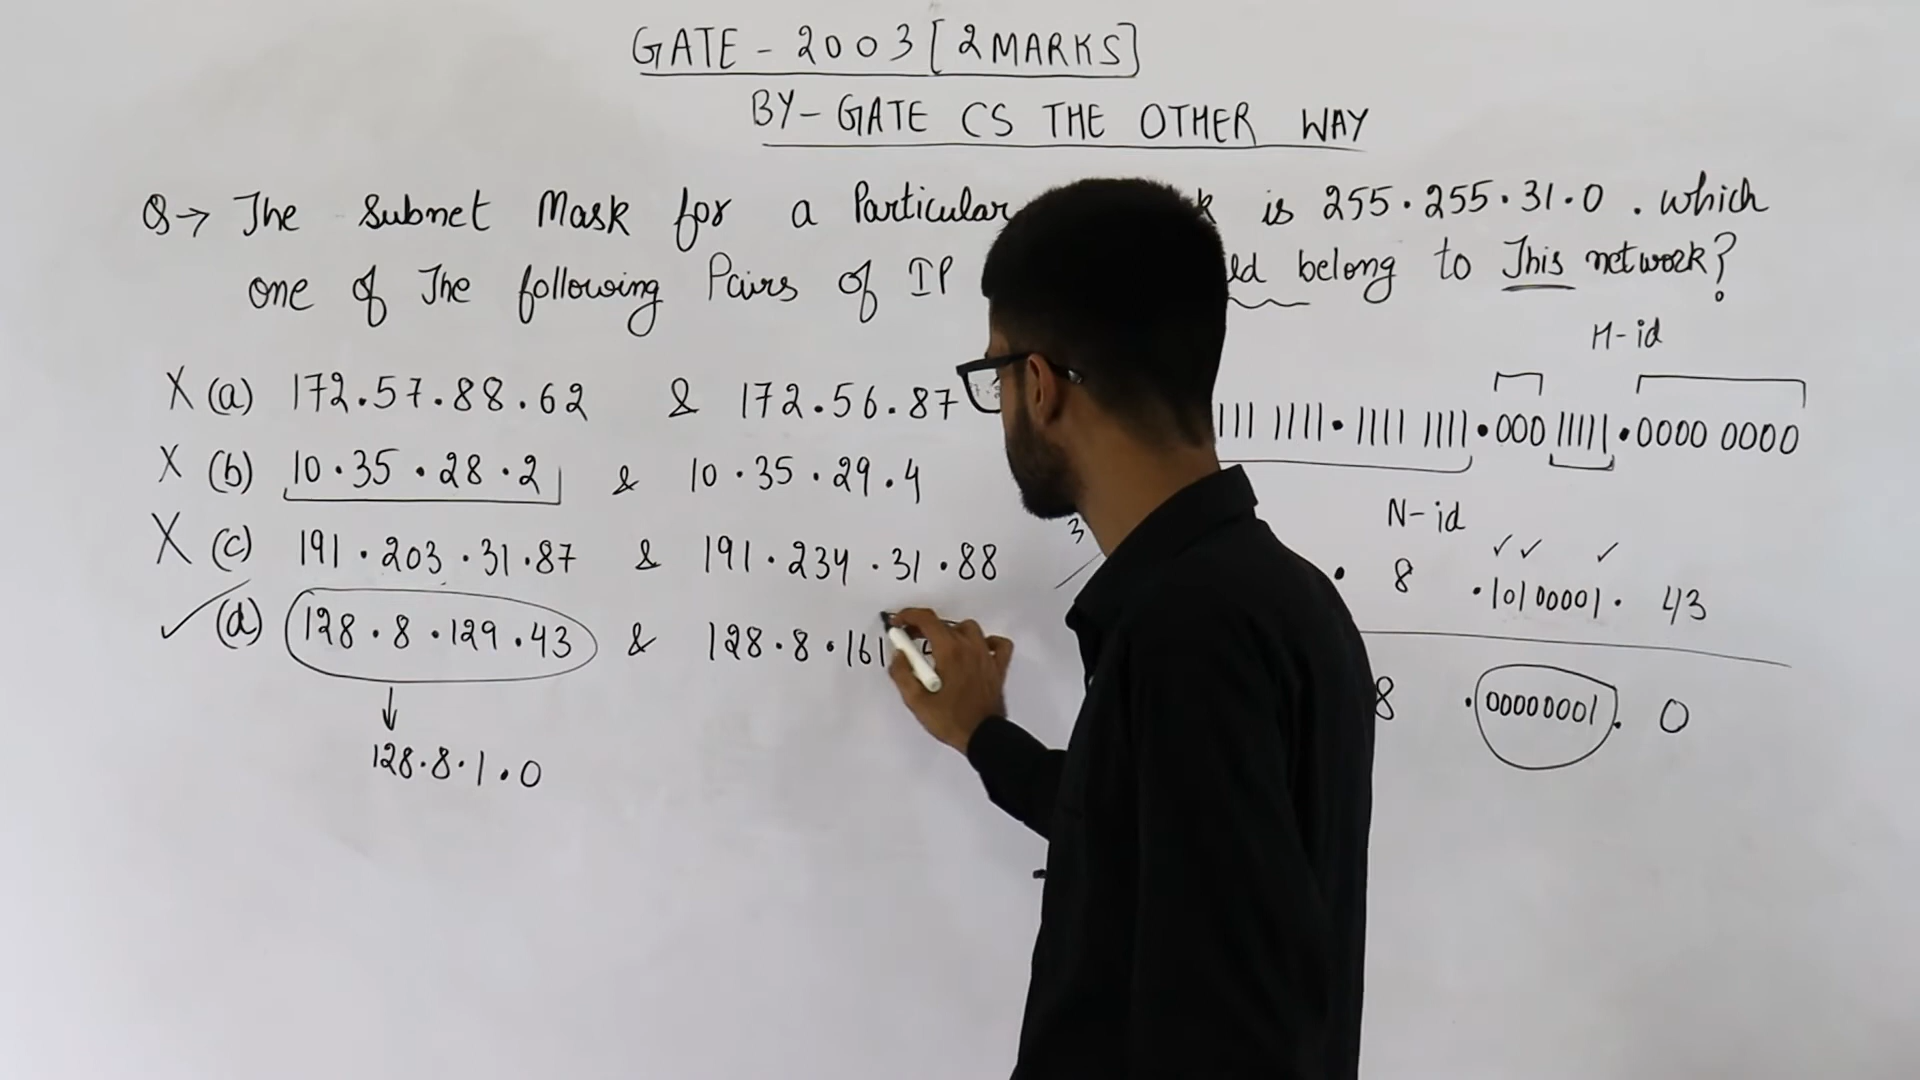 GATE - 2003 [2 MARKS]
BY - GATE CS THE OTHER WAY
Q→ The Subnet Mask for a Particular is 255.255.31.0 . which
one of The following Pairs of IP belong to This network?
H-id
X (a) 172.57.88.62 & 172.56.87
1111.1111 1111.000 11111.0000 0000
X (b) 10.35.28.2 & 10.35.29.4
N-id
X (c) 191.203.31.87 & 191.234.31.88
3
. 8 .10100001. 43
✓ (d) 128.8.129.43 & 128.8.161
8 .00000001. 0
↓
128.8.1.0